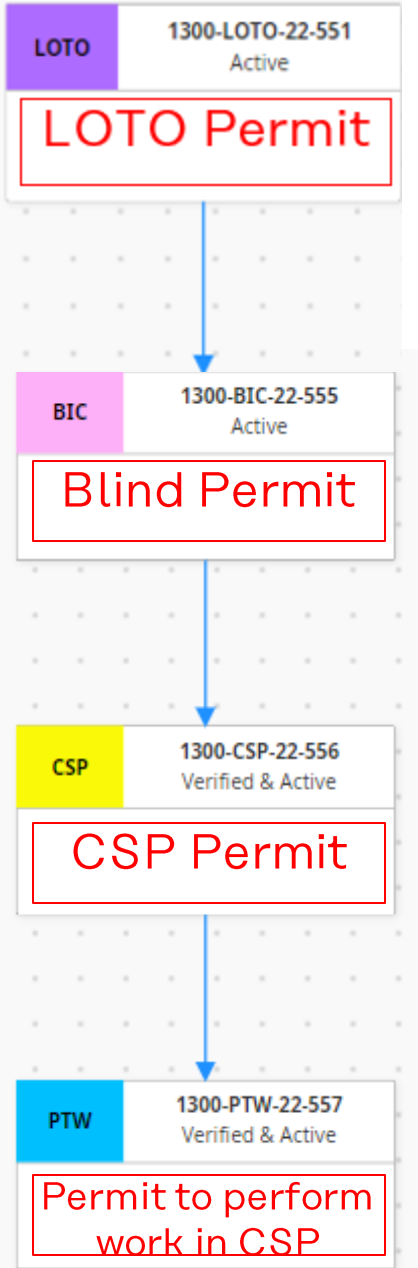 LOTO
1300-LOTO-22-551
Active
LOTO Permit
BIC
1300-BIC-22-555
Active
Blind Permit
CSP
1300-CSP-22-556
Verified & Active
CSP Permit
PTW
1300-PTW-22-557
Verified & Active
Permit to perform
work in CSP